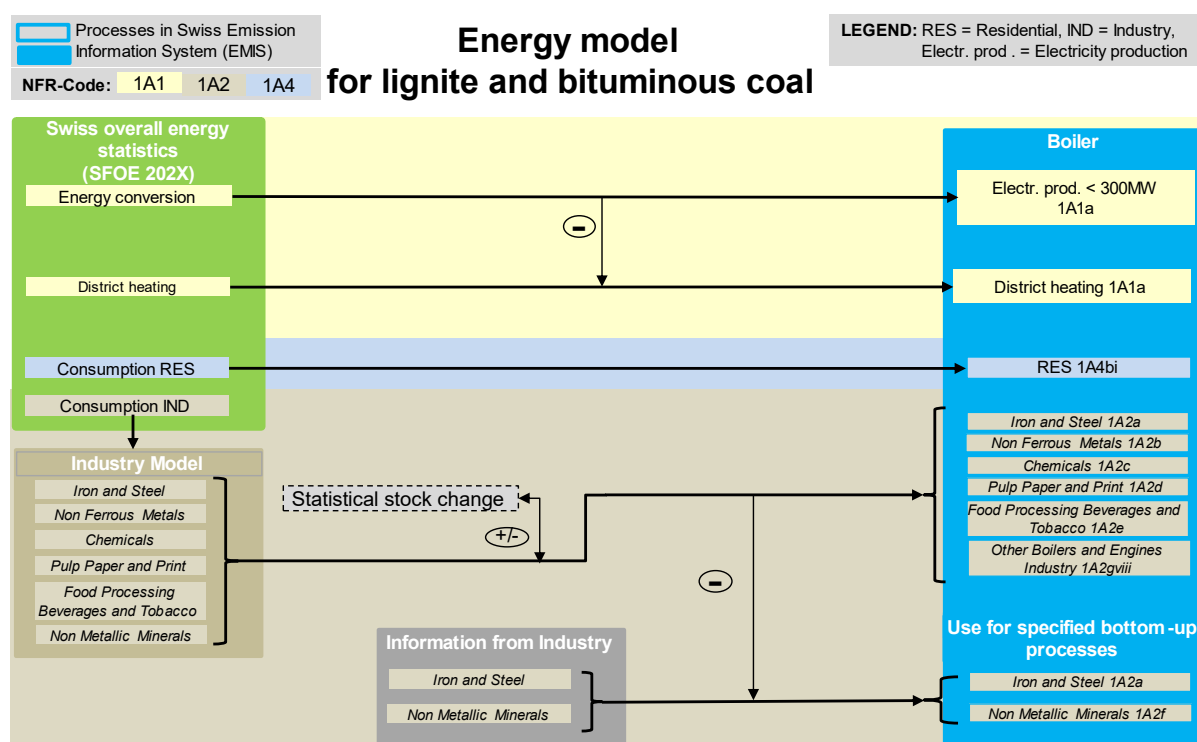 Processes in Swiss Emission
Information System (EMIS)
NFR-Code: 1A1 1A2 1A4
Energy model
for lignite and bituminous coal
LEGEND: RES = Residential, IND = Industry,
Electr. prod . = Electricity production
Swiss overall energy
statistics
(SFOE 202X)
Energy conversion
District heating
Consumption RES
Consumption IND
Boiler
Electr. prod. < 300MW
1A1a
District heating 1A1a
RES 1A4bi
-
Industry Model
Iron and Steel
Non Ferrous Metals
Chemicals
Pulp Paper and Print
Food Processing
Beverages and Tobacco
Non Metallic Minerals
Statistical stock change
+/-
-
Iron and Steel 1A2a
Non Ferrous Metals 1A2b
Chemicals 1A2c
Pulp Paper and Print 1A2d
Food Processing Beverages and
Tobacco 1A2e
Other Boilers and Engines
Industry 1A2gviii
Information from Industry
Iron and Steel
Non Metallic Minerals
Use for specified bottom-up
processes
Iron and Steel 1A2a
Non Metallic Minerals 1A2f